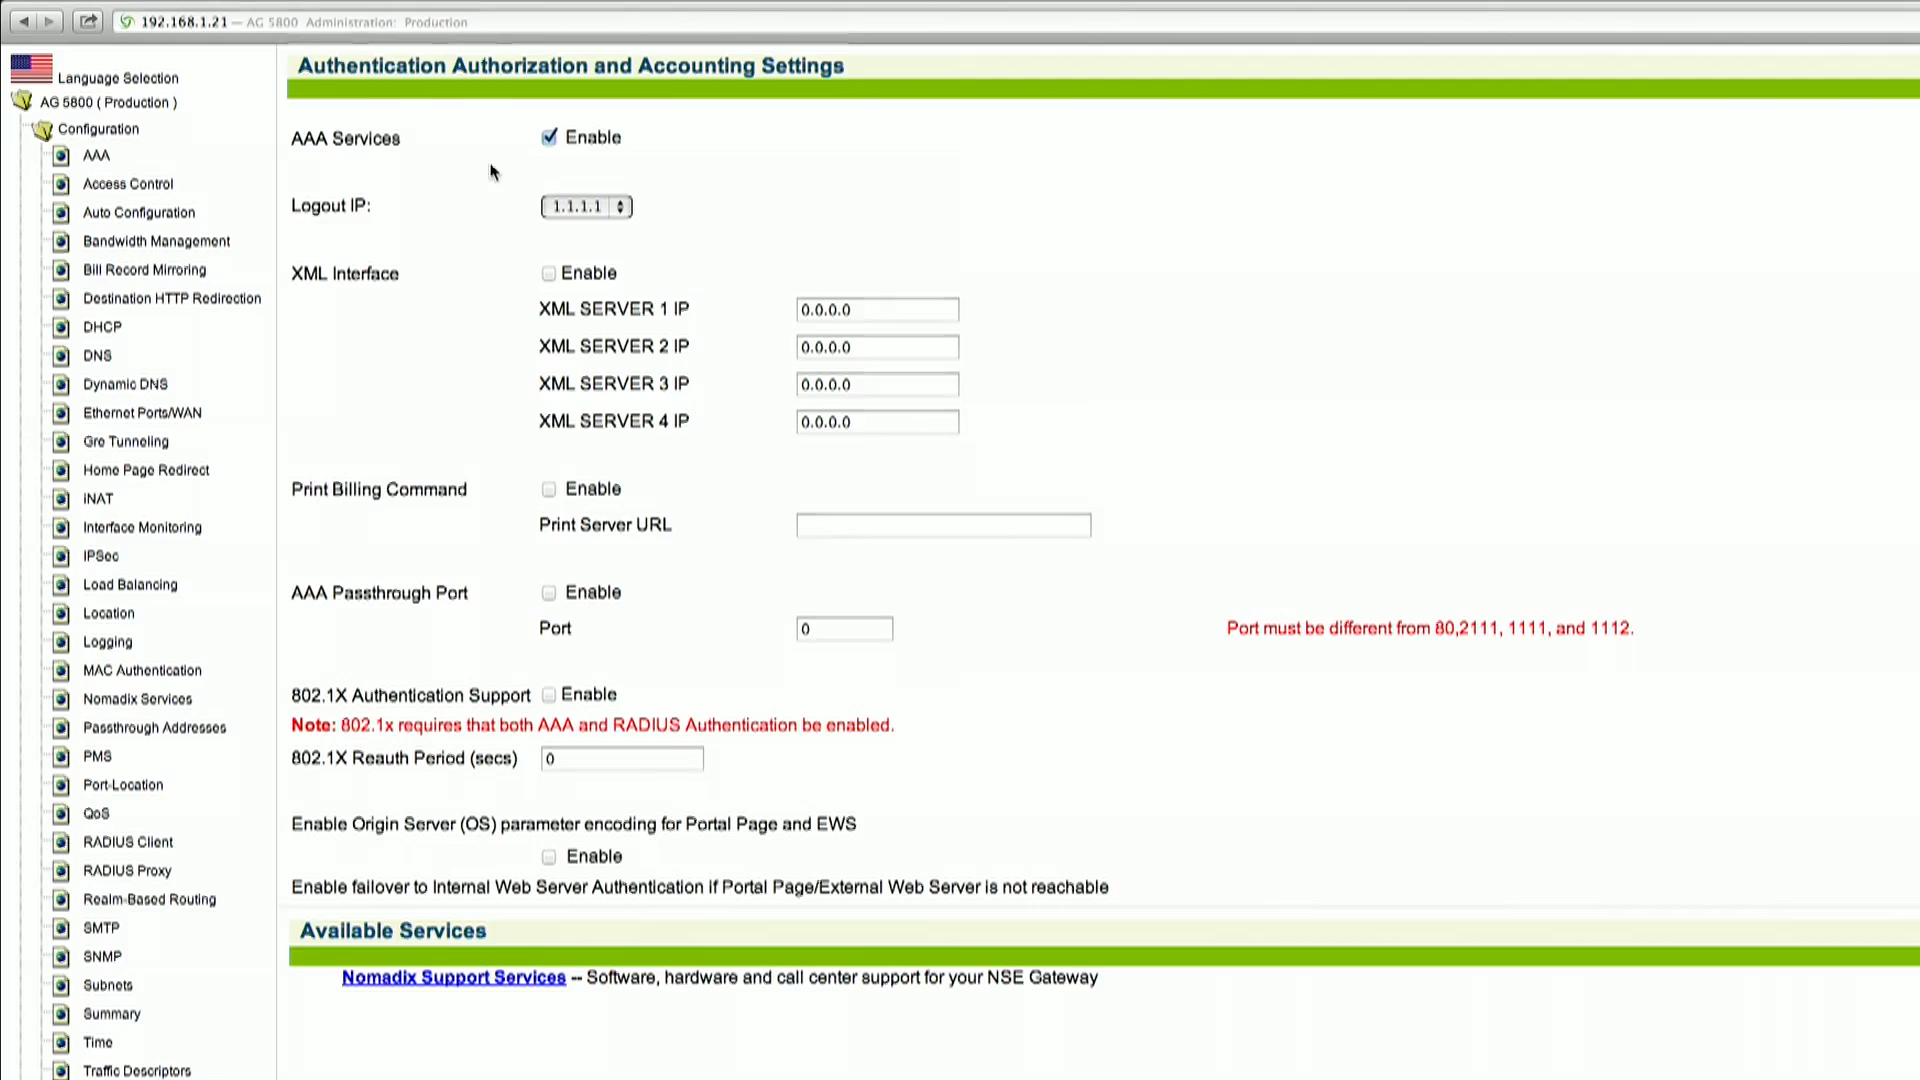 192.168.1.21 — AG 5800 Administration: Production
Language Selection
AG 5800 ( Production )
Configuration
AAA
Access Control
Auto Configuration
Bandwidth Management
Bill Record Mirroring
Destination HTTP Redirection
DHCP
DNS
Dynamic DNS
Ethernet Ports/WAN
Gre Tunneling
Home Page Redirect
iNAT
Interface Monitoring
IPSec
Load Balancing
Location
Logging
MAC Authentication
Nomadix Services
Passthrough Addresses
PMS
Port-Location
QoS
RADIUS Client
RADIUS Proxy
Realm-Based Routing
SMTP
SNMP
Subnets
Summary
Time
Traffic Descriptors
Authentication Authorization and Accounting Settings
AAA Services Enable
Logout IP: 1.1.1.1
XML Interface Enable
XML SERVER 1 IP 0.0.0.0
XML SERVER 2 IP 0.0.0.0
XML SERVER 3 IP 0.0.0.0
XML SERVER 4 IP 0.0.0.0
Print Billing Command Enable
Print Server URL
AAA Passthrough Port Enable
Port 0 Port must be different from 80,2111, 1111, and 1112.
802.1X Authentication Support Enable
Note: 802.1x requires that both AAA and RADIUS Authentication be enabled.
802.1X Reauth Period (secs) 0
Enable Origin Server (OS) parameter encoding for Portal Page and EWS
Enable
Enable failover to Internal Web Server Authentication if Portal Page/External Web Server is not reachable
Available Services
Nomadix Support Services -- Software, hardware and call center support for your NSE Gateway